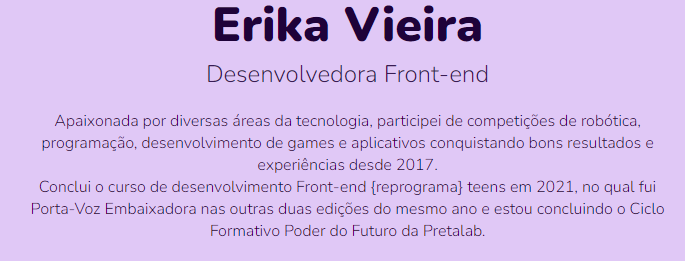 Erika Vieira
Desenvolvedora Front-end
Apaixonada por diversas áreas da tecnologia, participei de competições de robótica,
programação, desenvolvimento de games e aplicativos conquistando bons resultados e
experiências desde 2017.
Conclui o curso de desenvolvimento Front-end {reprograma} teens em 2021, no qual fui
Porta-Voz Embaixadora nas outras duas edições do mesmo ano e estou concluindo o Ciclo
Formativo Poder do Futuro da Pretalab.